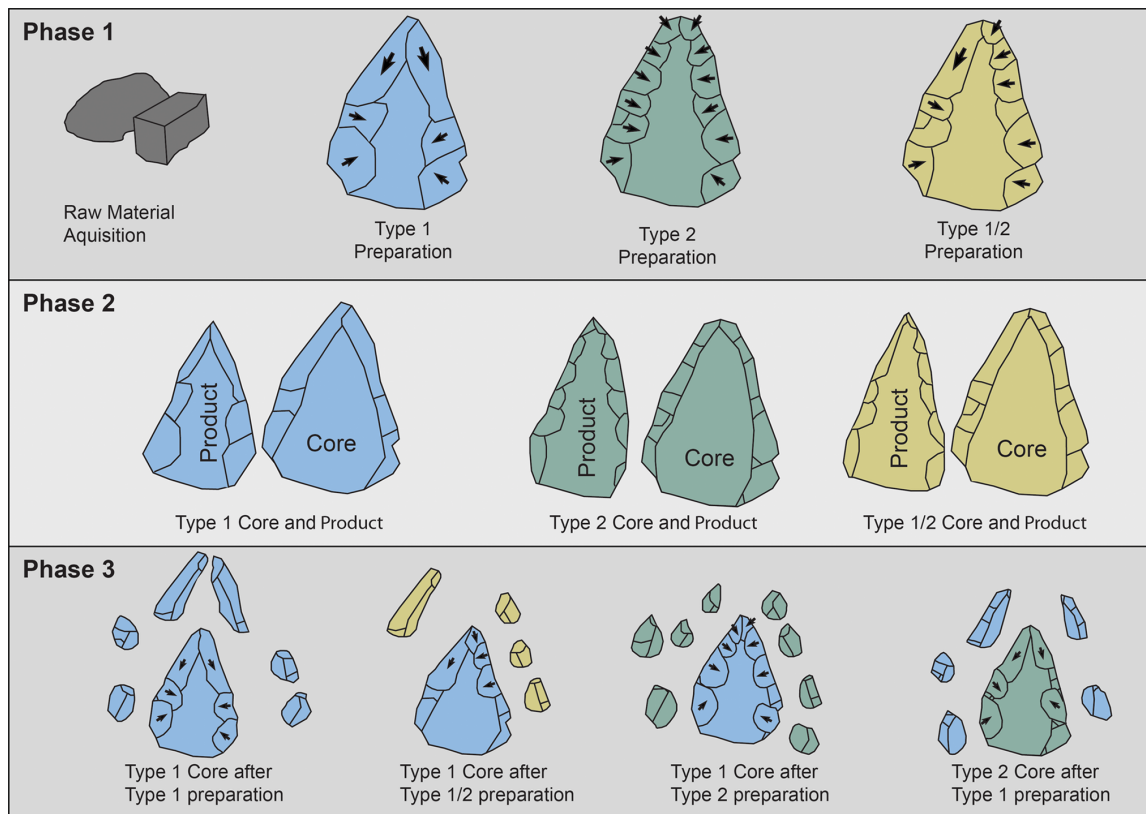 Phase 1
Raw Material
Aquisition
Type 1
Preparation
Type 2
Preparation
Type 1/2
Preparation
Phase 2
Product
Core
Product
Core
Product
Core
Type 1 Core and Product
Type 2 Core and Product
Type 1/2 Core and Product
Phase 3
Type 1 Core after
Type 1 preparation
Type 1 Core after
Type 1/2 preparation
Type 1 Core after
Type 2 preparation
Type 2 Core after
Type 1 preparation